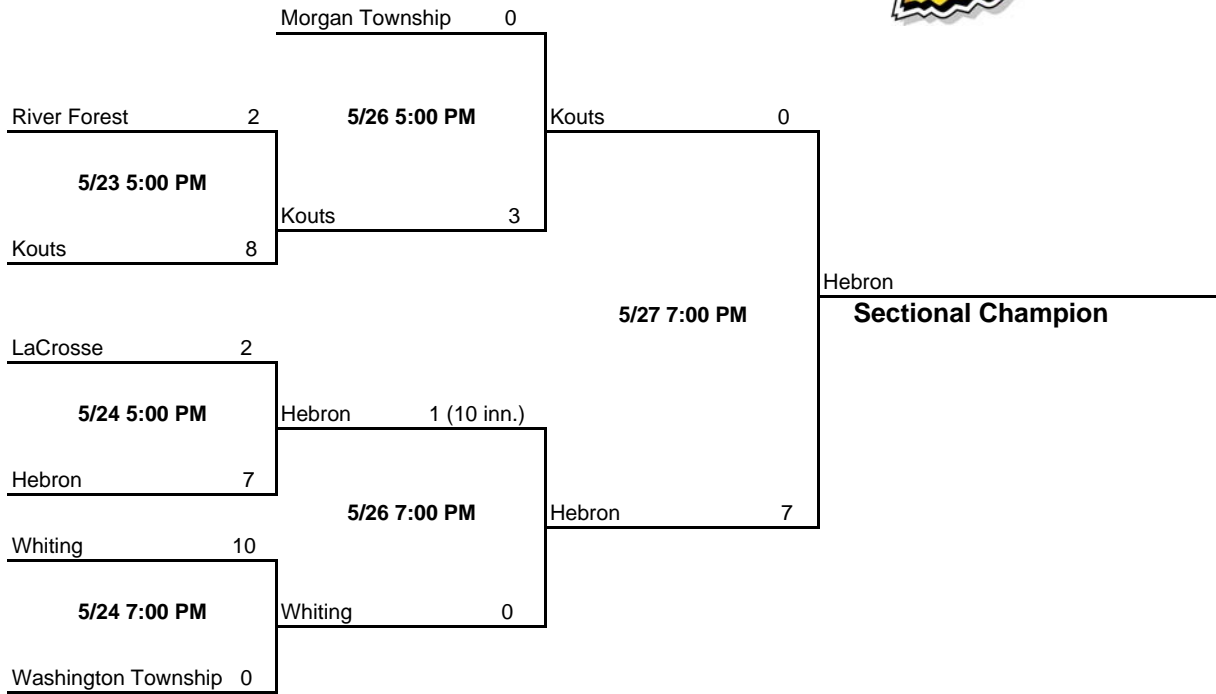 Morgan Township 0
River Forest 2
5/26 5:00 PM
Kouts 0
5/23 5:00 PM
Kouts 3
Kouts 8
Hebron
5/27 7:00 PM
Sectional Champion
LaCrosse 2
5/24 5:00 PM
Hebron 1 (10 inn.)
Hebron 7
5/26 7:00 PM
Hebron 7
Whiting 10
5/24 7:00 PM
Whiting 0
Washington Township 0